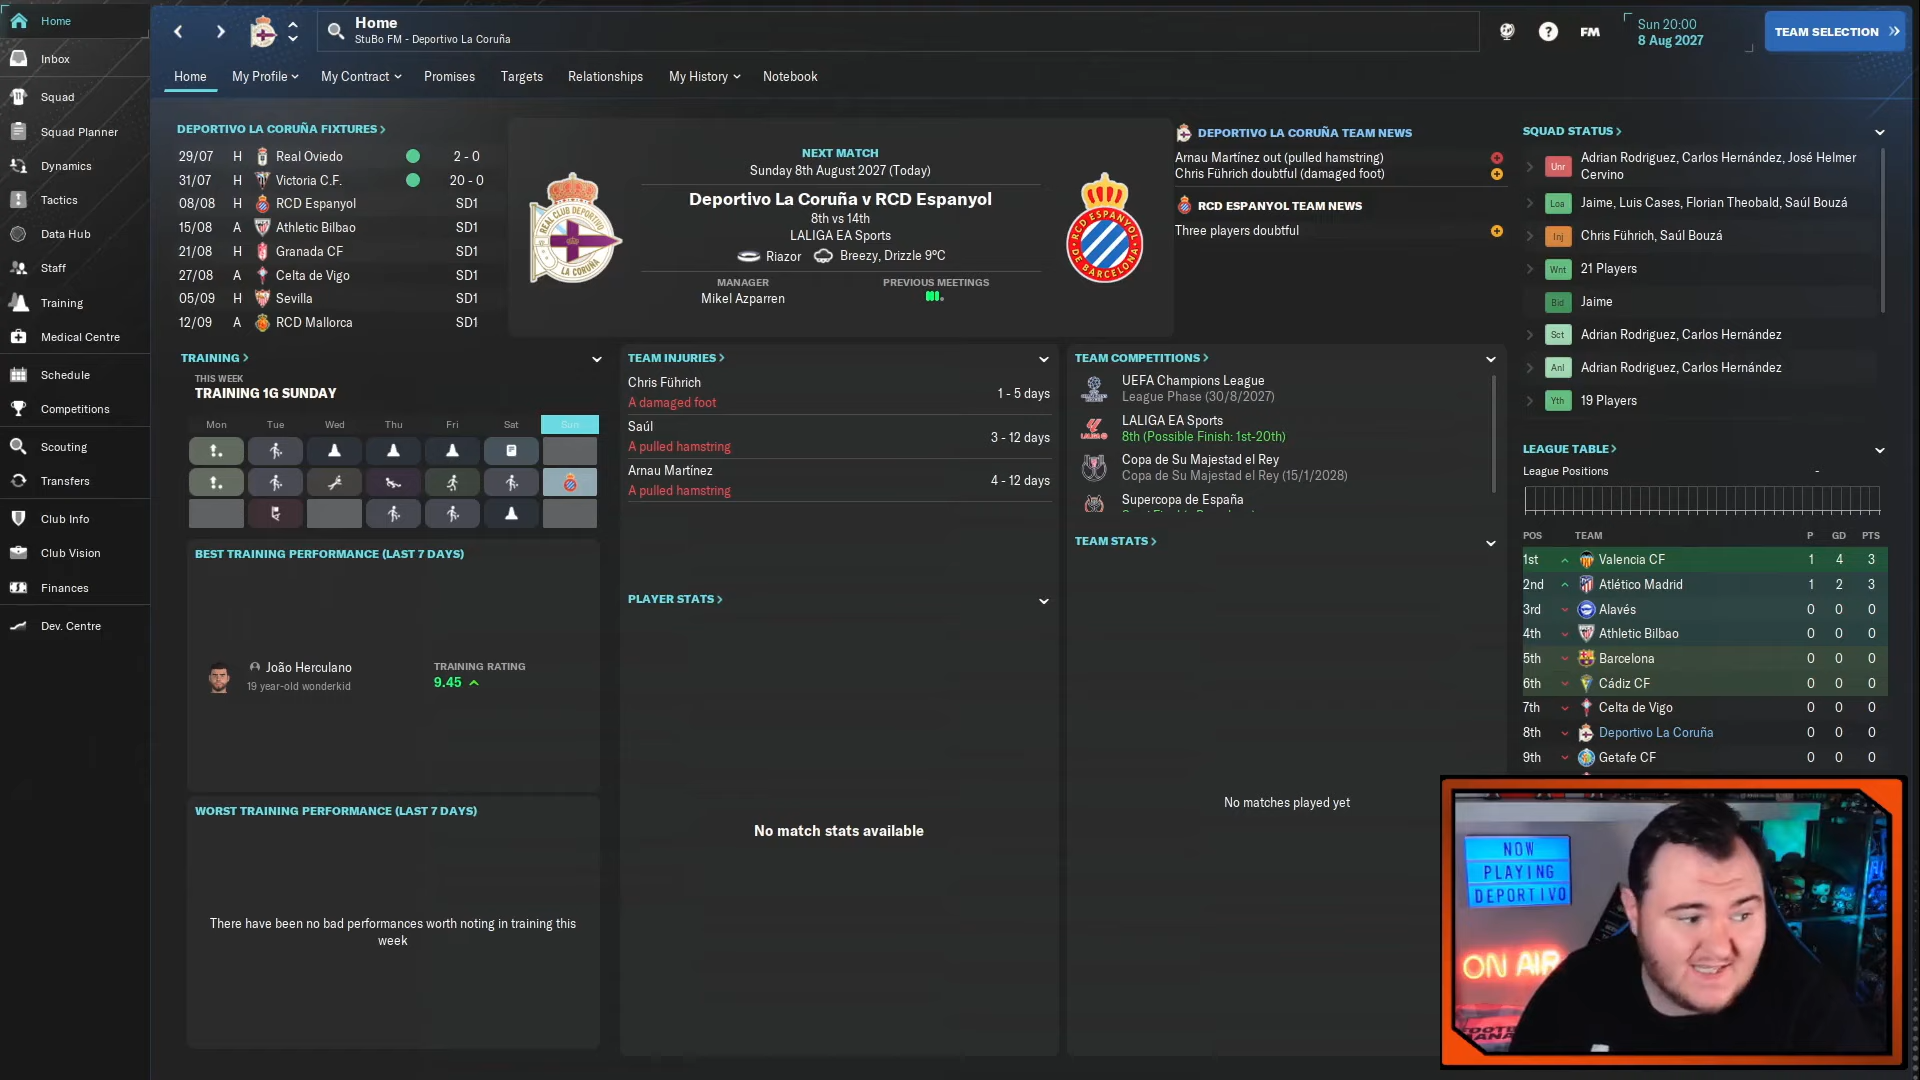 Home
Inbox
Squad
Squad Planner
Dynamics
Tactics
Data Hub
Staff
Training
Medical Centre
Schedule
Competitions
Scouting
Transfers
Club Info
Club Vision
Finances
Dev. Centre
Home
StuBo FM - Deportivo La Coruña
FM
Sun 20:00
8 Aug 2027
TEAM SELECTION
Home My Profile My Contract Promises Targets Relationships My History Notebook
DEPORTIVO LA CORUÑA FIXTURES
29/07 H Real Oviedo 2 - 0
31/07 H Victoria C.F. 20 - 0
08/08 H RCD Espanyol SD1
15/08 A Athletic Bilbao SD1
21/08 H Granada CF SD1
27/08 A Celta de Vigo SD1
05/09 H Sevilla SD1
12/09 A RCD Mallorca SD1
NEXT MATCH
Sunday 8th August 2027 (Today)
Deportivo La Coruña v RCD Espanyol
8th vs 14th
LALIGA EA Sports
Riazor Breezy, Drizzle 9ºC
MANAGER
Mikel Azparren
PREVIOUS MEETINGS
DEPORTIVO LA CORUÑA TEAM NEWS
Arnau Martínez out (pulled hamstring)
Chris Führich doubtful (damaged foot)
RCD ESPANYOL TEAM NEWS
Three players doubtful
SQUAD STATUS
Unr Adrian Rodriguez, Carlos Hernández, José Helmer
Cervino
Loa Jaime, Luis Cases, Florian Theobald, Saúl Bouzá
Inj Chris Führich, Saúl Bouzá
Wnt 21 Players
Bid Jaime
Sct Adrian Rodriguez, Carlos Hernández
Anl Adrian Rodriguez, Carlos Hernández
Yth 19 Players
TRAINING
THIS WEEK
TRAINING 1G SUNDAY
Mon Tue Wed Thu Fri Sat Sun
BEST TRAINING PERFORMANCE (LAST 7 DAYS)
João Herculano
19 year-old wonderkid
TRAINING RATING
9.45
WORST TRAINING PERFORMANCE (LAST 7 DAYS)
There have been no bad performances worth noting in training this
week
TEAM INJURIES
Chris Führich
A damaged foot
1 - 5 days
Saúl
A pulled hamstring
3 - 12 days
Arnau Martínez
A pulled hamstring
4 - 12 days
PLAYER STATS
No match stats available
TEAM COMPETITIONS
UEFA Champions League
League Phase (30/8/2027)
LALIGA EA Sports
8th (Possible Finish: 1st-20th)
Copa de Su Majestad el Rey
Copa de Su Majestad el Rey (15/1/2028)
Supercopa de España
TEAM STATS
No matches played yet
LEAGUE TABLE
League Positions -
POS TEAM P GD PTS
1st Valencia CF 1 4 3
2nd Atlético Madrid 1 2 3
3rd Alavés 0 0 0
4th Athletic Bilbao 0 0 0
5th Barcelona 0 0 0
6th Cádiz CF 0 0 0
7th Celta de Vigo 0 0 0
8th Deportivo La Coruña 0 0 0
9th Getafe CF 0 0 0
NOW
PLAYING
DEPORTIVO
ON AIR